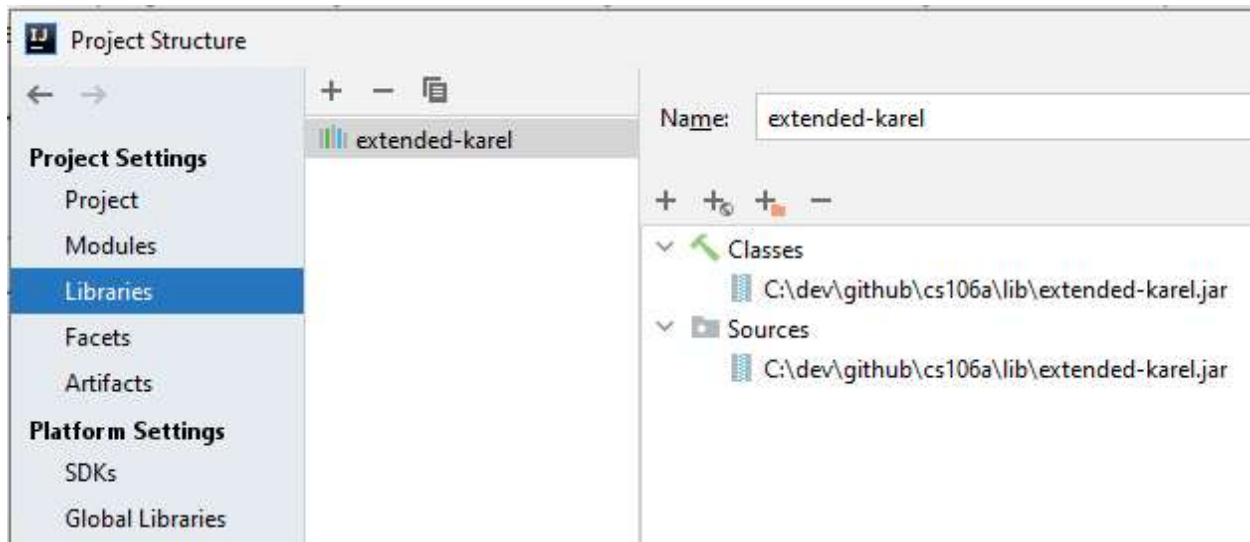 Project Structure
Project Settings
Project
Modules
Libraries
Facets
Artifacts
Platform Settings
SDKs
Global Libraries
extended-karel
Name: extended-karel
Classes
C:\dev\github\cs106a\lib\extended-karel.jar
Sources
C:\dev\github\cs106a\lib\extended-karel.jar